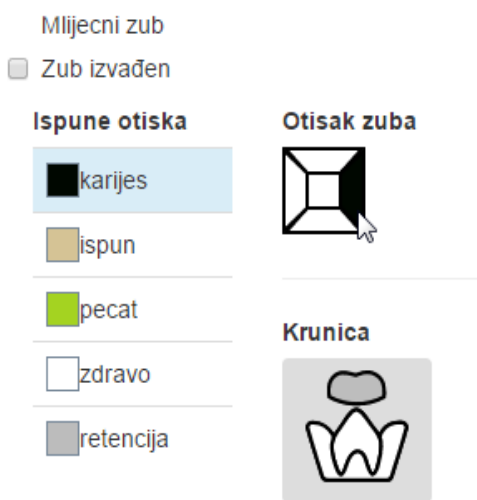 Mlijecni zub
Zub izvađen
Ispune otiska
karijes
ispun
pecat
zdravo
retencija
Otisak zuba
Krunica